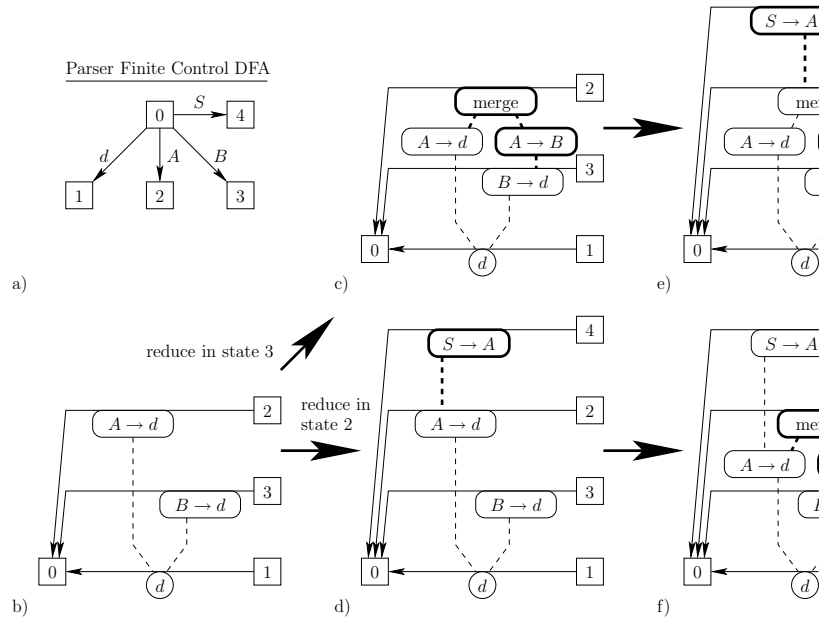 Parser Finite Control DFA
0
S
4
d
A
B
1
2
3
a)
2
merge
A → d
A → B
3
B → d
0
d
1
c)
S → A
A → d
0
d
e)
reduce in state 3
2
A → d
3
B → d
0
d
1
b)
reduce in
state 2
4
S → A
2
A → d
3
B → d
0
d
1
d)
S → A
A → d
0
d
f)